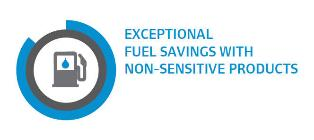 EXCEPTIONAL
FUEL SAVINGS WITH
NON-SENSITIVE PRODUCTS